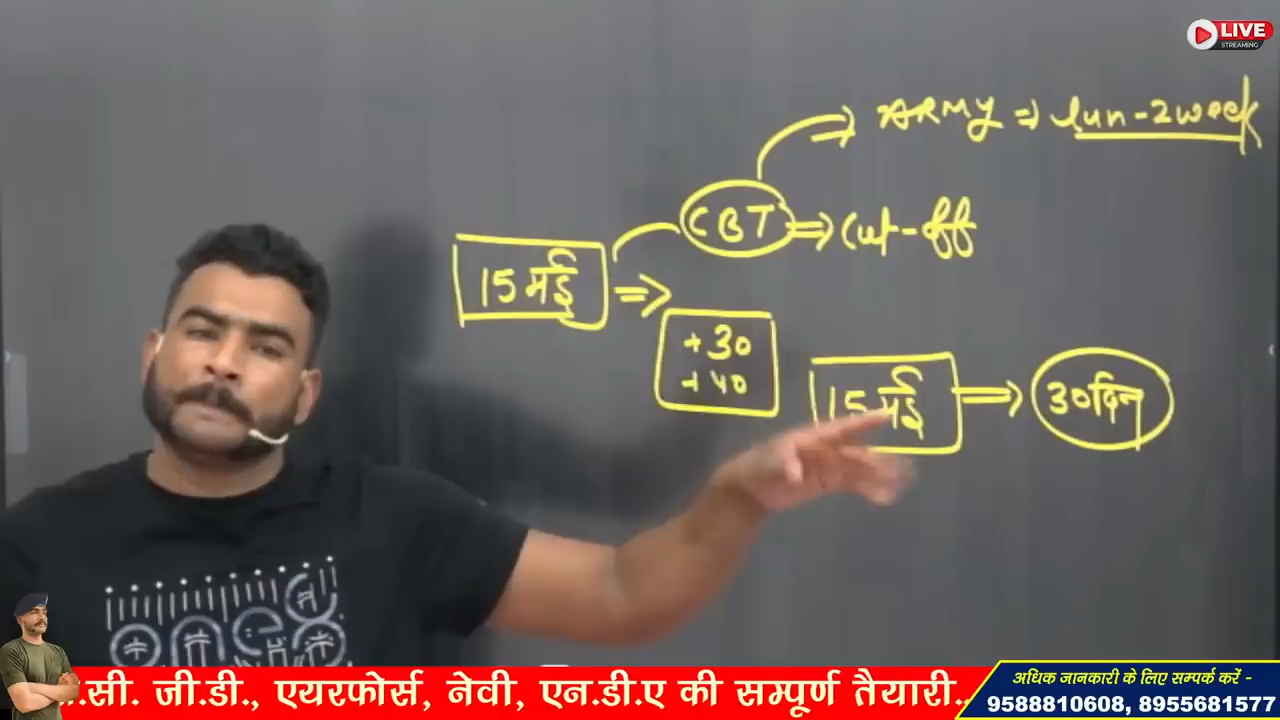 LIVE
STREAMING
ARMY ⇒ Jun-2week
CBT ⇒ Cut-off
15 मई ⇒
+30
+40
15 मई ⇒ 30दिन
.सी. जी.डी., एयरफोर्स, नेवी, एन.डी.ए की सम्पूर्ण तैयारी..
अधिक जानकारी के लिए सम्पर्क करें -
9588810608, 8955681577